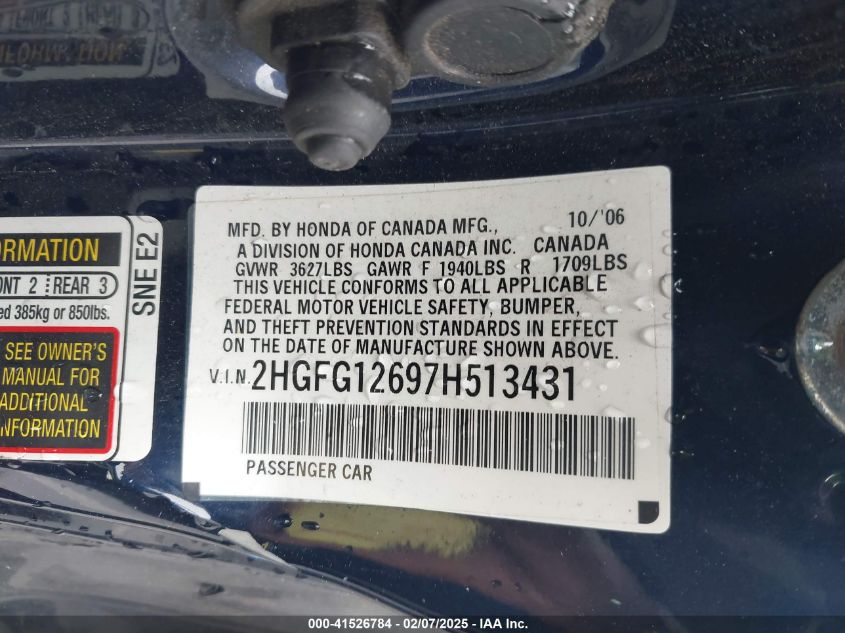 MFD. BY HONDA OF CANADA MFG., 10/'06
A DIVISION OF HONDA CANADA INC. CANADA
GVWR 3627LBS GAWR F 1940LBS R 1709LBS
THIS VEHICLE CONFORMS TO ALL APPLICABLE
FEDERAL MOTOR VEHICLE SAFETY, BUMPER,
AND THEFT PREVENTION STANDARDS IN EFFECT
ON THE DATE OF MANUFACTURE SHOWN ABOVE.
V.I.N. 2HGFG12697H513431
PASSENGER CAR
ORMATION
ONT 2 REAR 3
ed 385kg or 850lbs.
SEE OWNER'S
MANUAL FOR
ADDITIONAL
NFORMATION
SNE E2
000-41526784 - 02/07/2025 - IAA Inc.